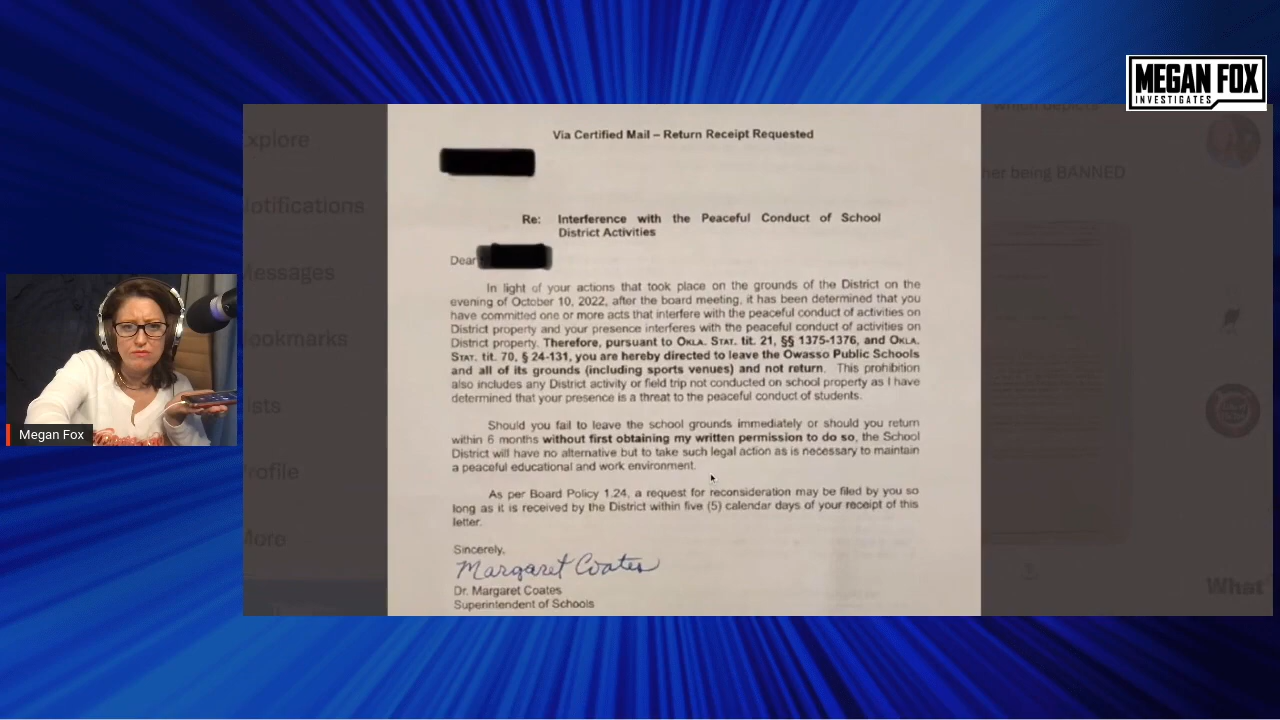 MEGAN FOX
INVESTIGATES
which depicts
her being BANNED
Explore
Notifications
Messages
Bookmarks
Lists
Profile
More
What
Via Certified Mail – Return Receipt Requested
Re: Interference with the Peaceful Conduct of School
District Activities
Dear
In light of your actions that took place on the grounds of the District on the
evening of October 10, 2022, after the board meeting, it has been determined that you
have committed one or more acts that interfere with the peaceful conduct of activities on
District property and your presence interferes with the peaceful conduct of activities on
District property. Therefore, pursuant to OKLA. STAT. tit. 21, §§ 1375-1376, and OKLA.
STAT. tit. 70, § 24-131, you are hereby directed to leave the Owasso Public Schools
and all of its grounds (including sports venues) and not return. This prohibition
also includes any District activity or field trip not conducted on school property as I have
determined that your presence is a threat to the peaceful conduct of students.
Should you fail to leave the school grounds immediately or should you return
within 6 months without first obtaining my written permission to do so, the School
District will have no alternative but to take such legal action as is necessary to maintain
a peaceful educational and work environment.
As per Board Policy 1.24, a request for reconsideration may be filed by you so
long as it is received by the District within five (5) calendar days of your receipt of this
letter.
Sincerely,
Margaret Coates
Dr. Margaret Coates
Superintendent of Schools
Megan Fox